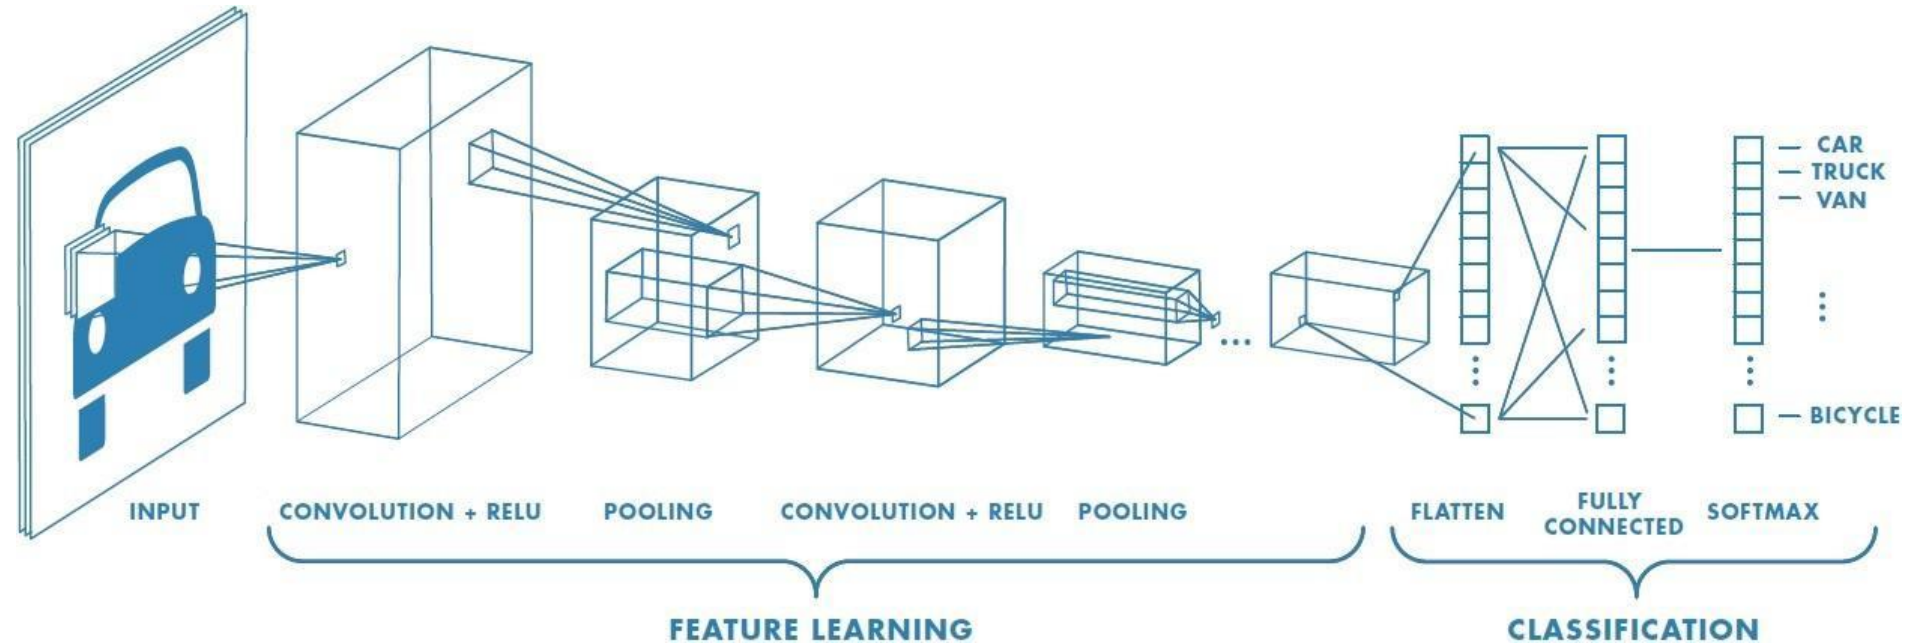 CAR
TRUCK
VAN
BICYCLE
INPUT
CONVOLUTION + RELU
POOLING
CONVOLUTION + RELU
POOLING
FLATTEN
FULLY
CONNECTED
SOFTMAX
FEATURE LEARNING
CLASSIFICATION